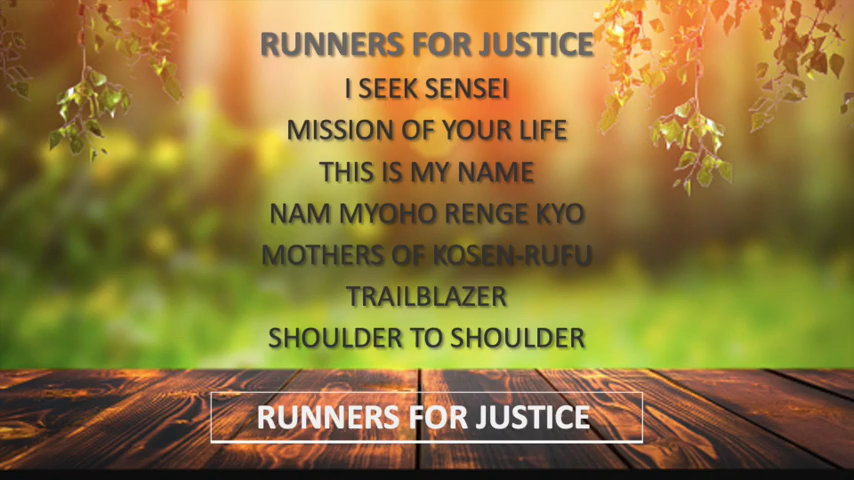 RUNNERS FOR JUSTICE
I SEEK SENSEI
MISSION OF YOUR LIFE
THIS IS MY NAME
NAM MYOHO RENGE KYO
MOTHERS OF KOSEN-RUFU
TRAILBLAZER
SHOULDER TO SHOULDER
RUNNERS FOR JUSTICE